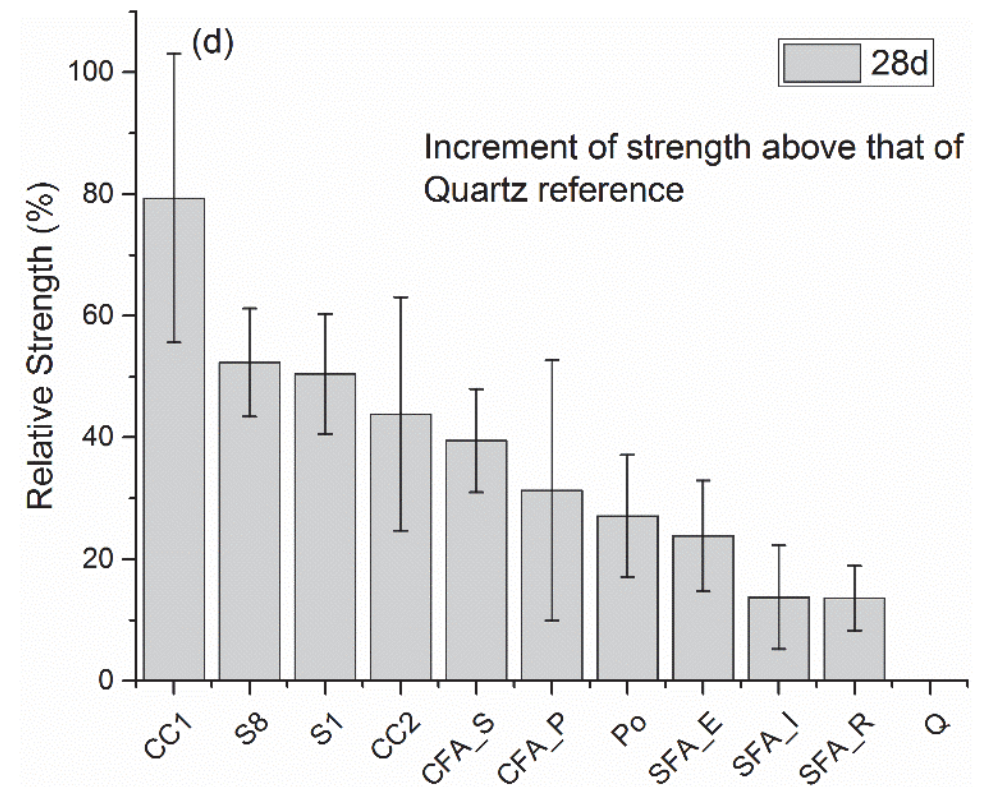 (d)
28d
Increment of strength above that of
Quartz reference
Relative Strength (%)
100
80
60
40
20
0
CC1
S8
S1
CC2
CFA_S
CFA_P
Po
SFA_E
SFA_I
SFA_R
Q